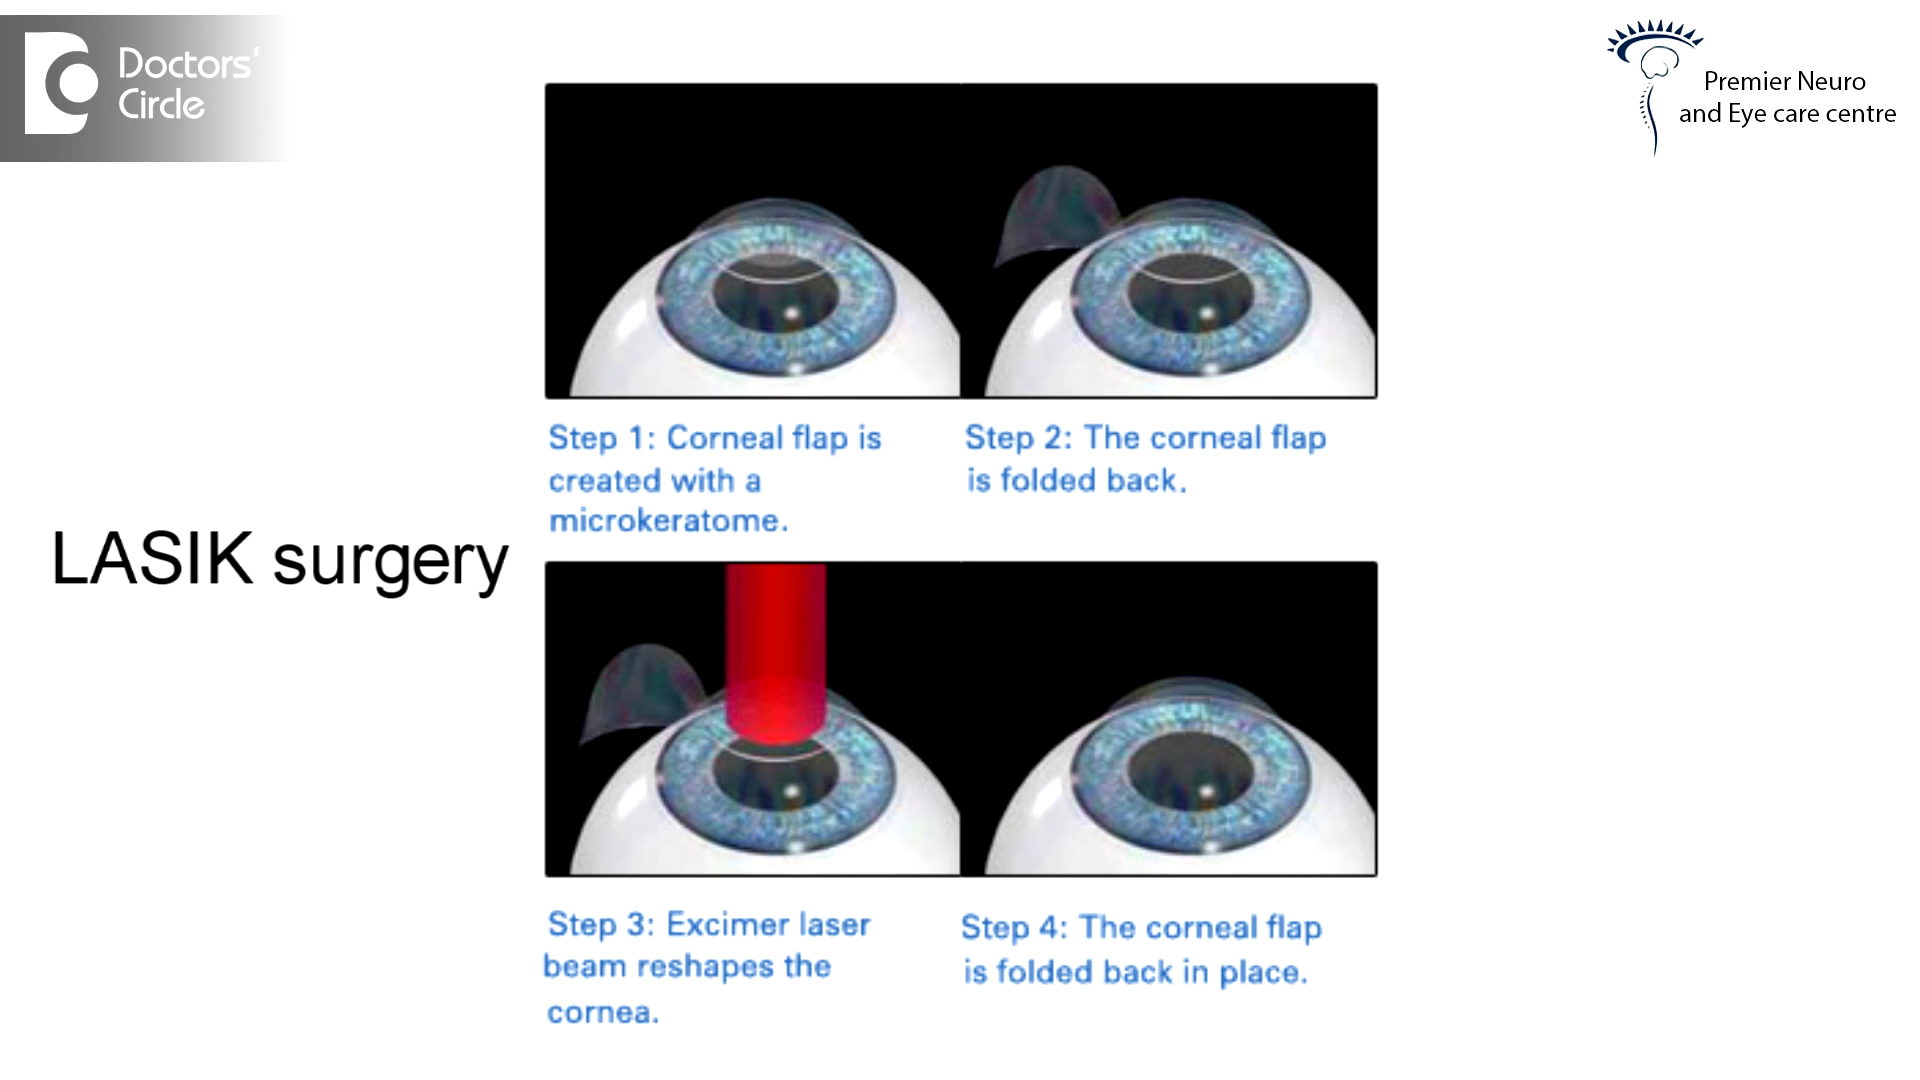 Doctors'
Circle
Premier Neuro
and Eye care centre
LASIK surgery
Step 1: Corneal flap is
created with a
microkeratome.
Step 2: The corneal flap
is folded back.
Step 3: Excimer laser
beam reshapes the
cornea.
Step 4: The corneal flap
is folded back in place.